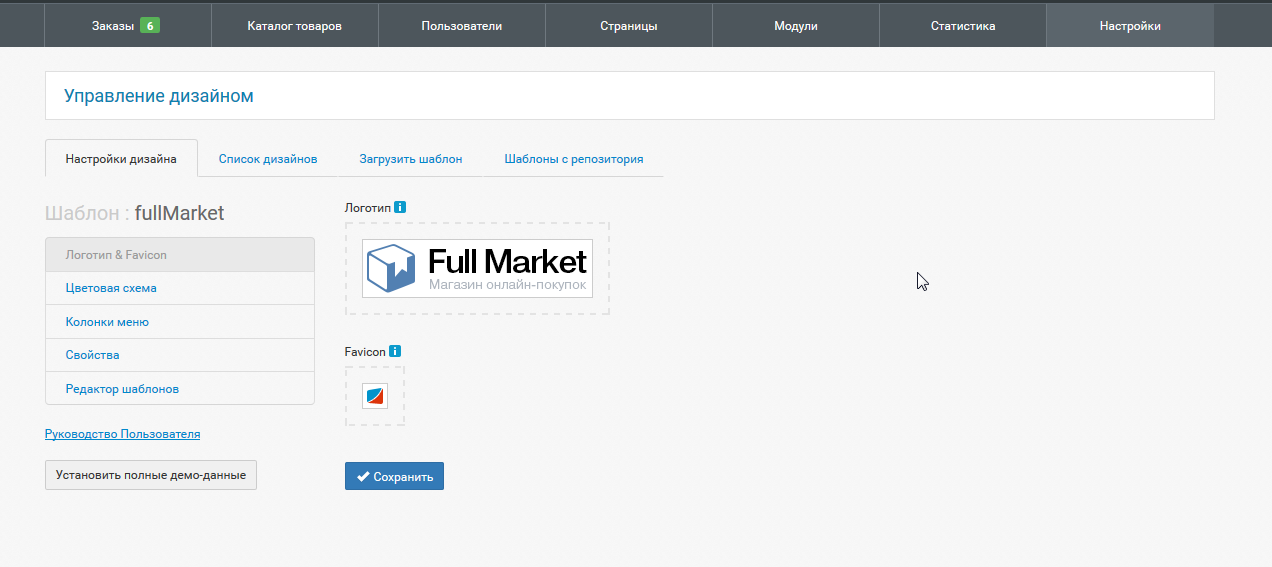 Заказы 6 Каталог товаров Пользователи Страницы Модули Статистика Настройки
Управление дизайном
Настройки дизайна Список дизайнов Загрузить шаблон Шаблоны с репозитория
Шаблон : fullMarket
Логотип & Favicon
Цветовая схема
Колонки меню
Свойства
Редактор шаблонов
Руководство Пользователя
Установить полные демо-данные
Логотип i
Full Market
Магазин онлайн-покупок
Favicon i
Сохранить